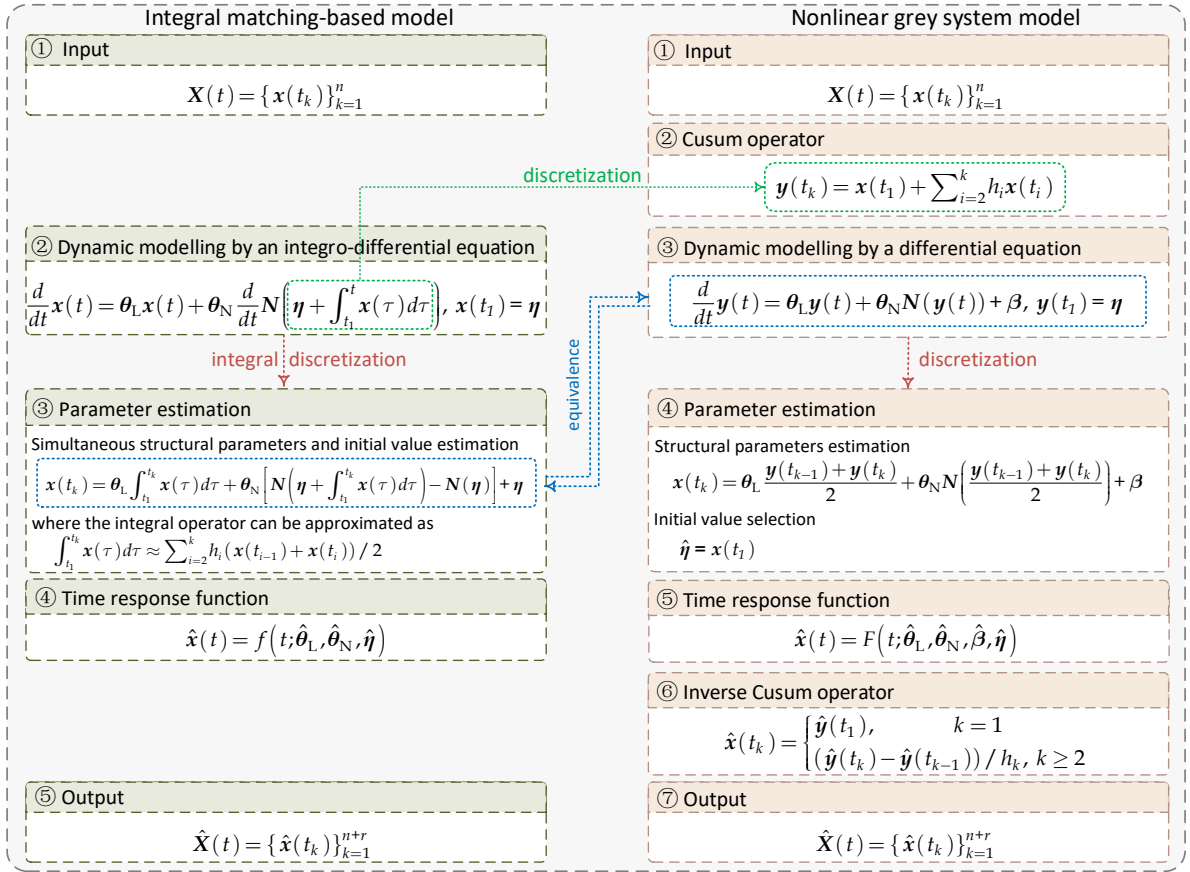 Integral matching-based model
① Input
X(t) = {x(t_k)}_{k=1}^{n}
discretization
② Dynamic modelling by an integro-differential equation
d/dt x(t) = θ_L x(t) + θ_N d/dt N(η + ∫_{t_1}^{t} x(τ)dτ), x(t_1) = η
integral discretization
③ Parameter estimation
Simultaneous structural parameters and initial value estimation
x(t_k) = θ_L ∫_{t_1}^{t_k} x(τ)dτ + θ_N [N(η + ∫_{t_1}^{t_k} x(τ)dτ) − N(η)] + η
where the integral operator can be approximated as
∫_{t_1}^{t_k} x(τ)dτ ≈ ∑_{i=2}^{k} h_i(x(t_{i-1}) + x(t_i)) / 2
④ Time response function
x̂(t) = f(t; θ̂_L, θ̂_N, η̂)
⑤ Output
X̂(t) = {x̂(t_k)}_{k=1}^{n+r}
equivalence
Nonlinear grey system model
① Input
X(t) = {x(t_k)}_{k=1}^{n}
② Cusum operator
y(t_k) = x(t_1) + ∑_{i=2}^{k} h_i x(t_i)
③ Dynamic modelling by a differential equation
d/dt y(t) = θ_L y(t) + θ_N N(y(t)) + β, y(t_1) = η
discretization
④ Parameter estimation
Structural parameters estimation
x(t_k) = θ_L (y(t_{k-1}) + y(t_k))/2 + θ_N N((y(t_{k-1}) + y(t_k))/2) + β
Initial value selection
η̂ = x(t_1)
⑤ Time response function
x̂(t) = F(t; θ̂_L, θ̂_N, β̂, η̂)
⑥ Inverse Cusum operator
x̂(t_k) = { ŷ(t_1), k = 1
(ŷ(t_k) − ŷ(t_{k-1})) / h_k, k ≥ 2
⑦ Output
X̂(t) = {x̂(t_k)}_{k=1}^{n+r}